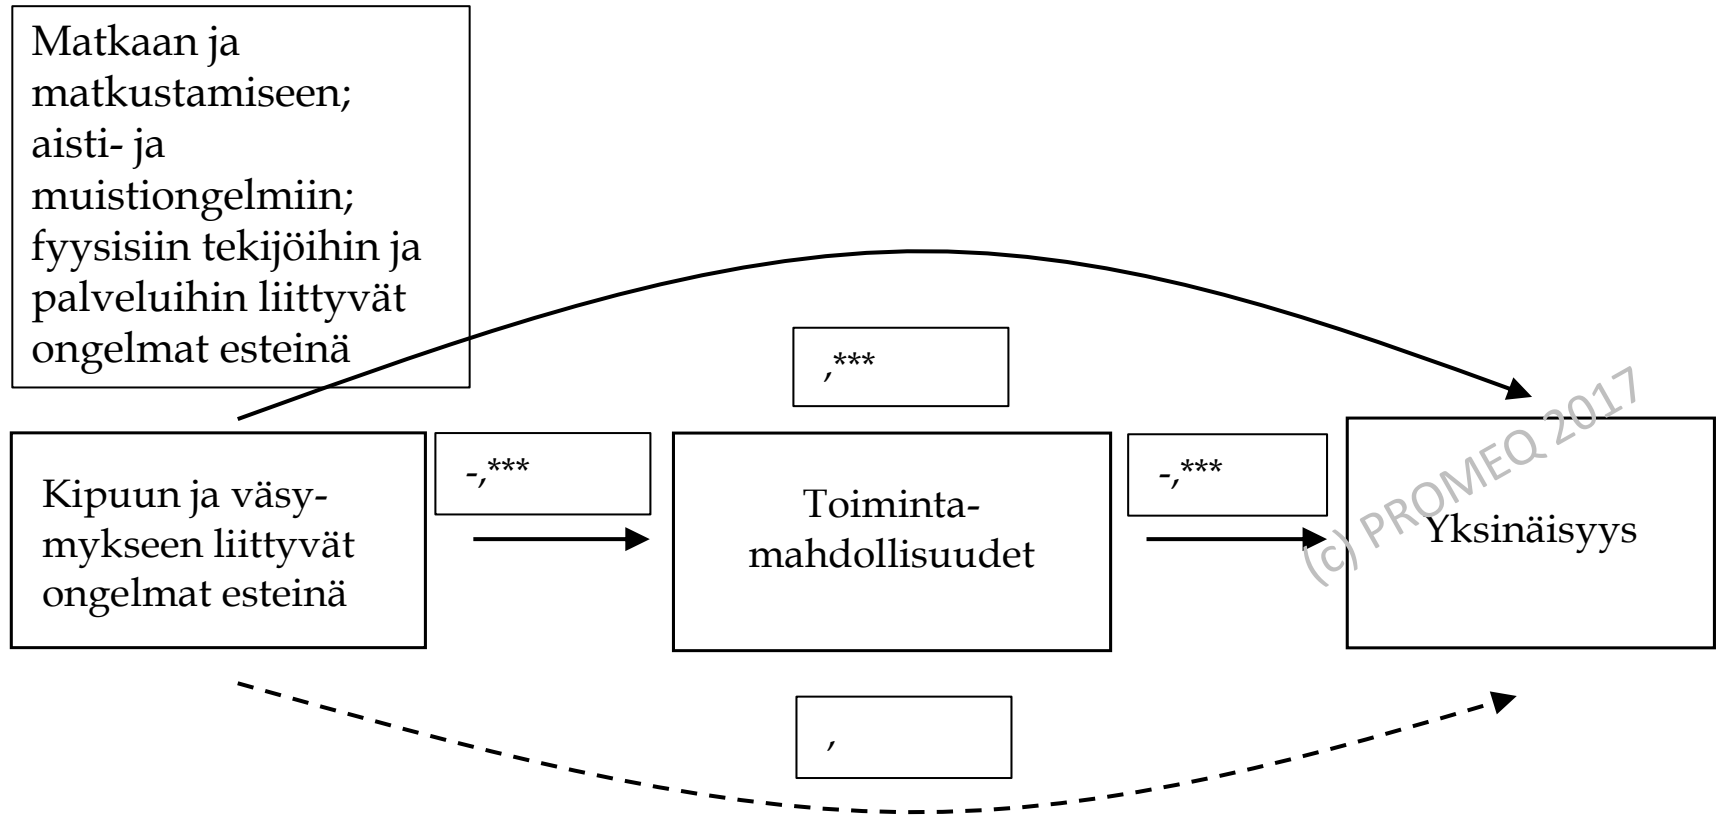 Matkaan ja
matkustamiseen;
aisti- ja
muistiongelmiin;
fyysisiin tekijöihin ja
palveluihin liittyvät
ongelmat esteinä
,***
Kipuun ja väsy-
mykseen liittyvät
ongelmat esteinä
-,***
Toiminta-
mahdollisuudet
-,***
Yksinäisyys
(c) PROMEQ 2017
,